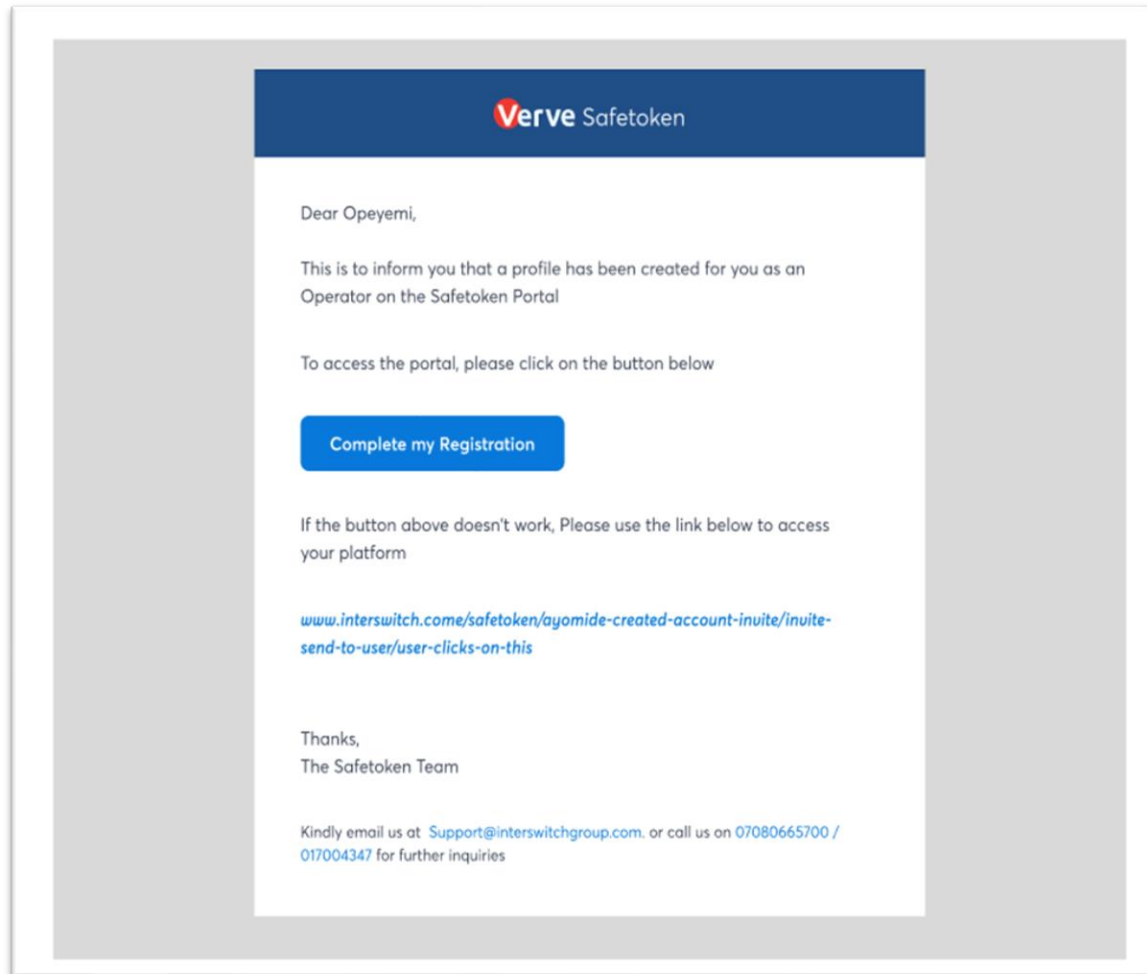 Verve Safetoken
Dear Opeyemi,
This is to inform you that a profile has been created for you as an
Operator on the Safetoken Portal
To access the portal, please click on the button below
Complete my Registration
If the button above doesn't work, Please use the link below to access
your platform
www.interswitch.come/safetoken/ayomide-created-account-invite/invite-
send-to-user/user-clicks-on-this
Thanks,
The Safetoken Team
Kindly email us at Support@interswitchgroup.com. or call us on 07080665700 /
017004347 for further inquiries